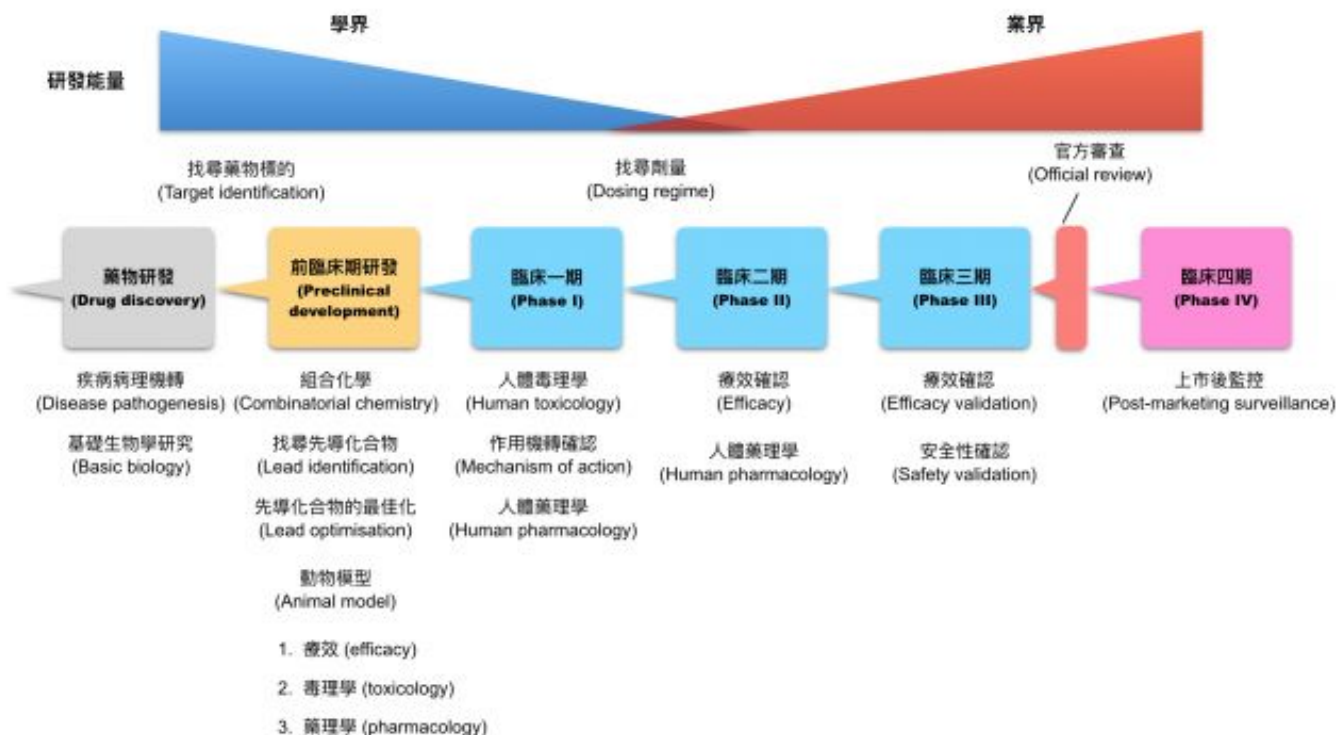 學界
業界
研發能量
找尋藥物標的
(Target identification)
找尋劑量
(Dosing regime)
官方審查
(Official review)
藥物研發
(Drug discovery)
前臨床期研發
(Preclinical
development)
臨床一期
(Phase I)
臨床二期
(Phase II)
臨床三期
(Phase III)
臨床四期
(Phase IV)
疾病病理機轉
(Disease pathogenesis)
基礎生物學研究
(Basic biology)
組合化學
(Combinatorial chemistry)
找尋先導化合物
(Lead identification)
先導化合物的最佳化
(Lead optimisation)
動物模型
(Animal model)
1. 療效 (efficacy)
2. 毒理學 (toxicology)
3. 藥理學 (pharmacology)
人體毒理學
(Human toxicology)
作用機轉確認
(Mechanism of action)
人體藥理學
(Human pharmacology)
療效確認
(Efficacy)
人體藥理學
(Human pharmacology)
療效確認
(Efficacy validation)
安全性確認
(Safety validation)
上市後監控
(Post-marketing surveillance)